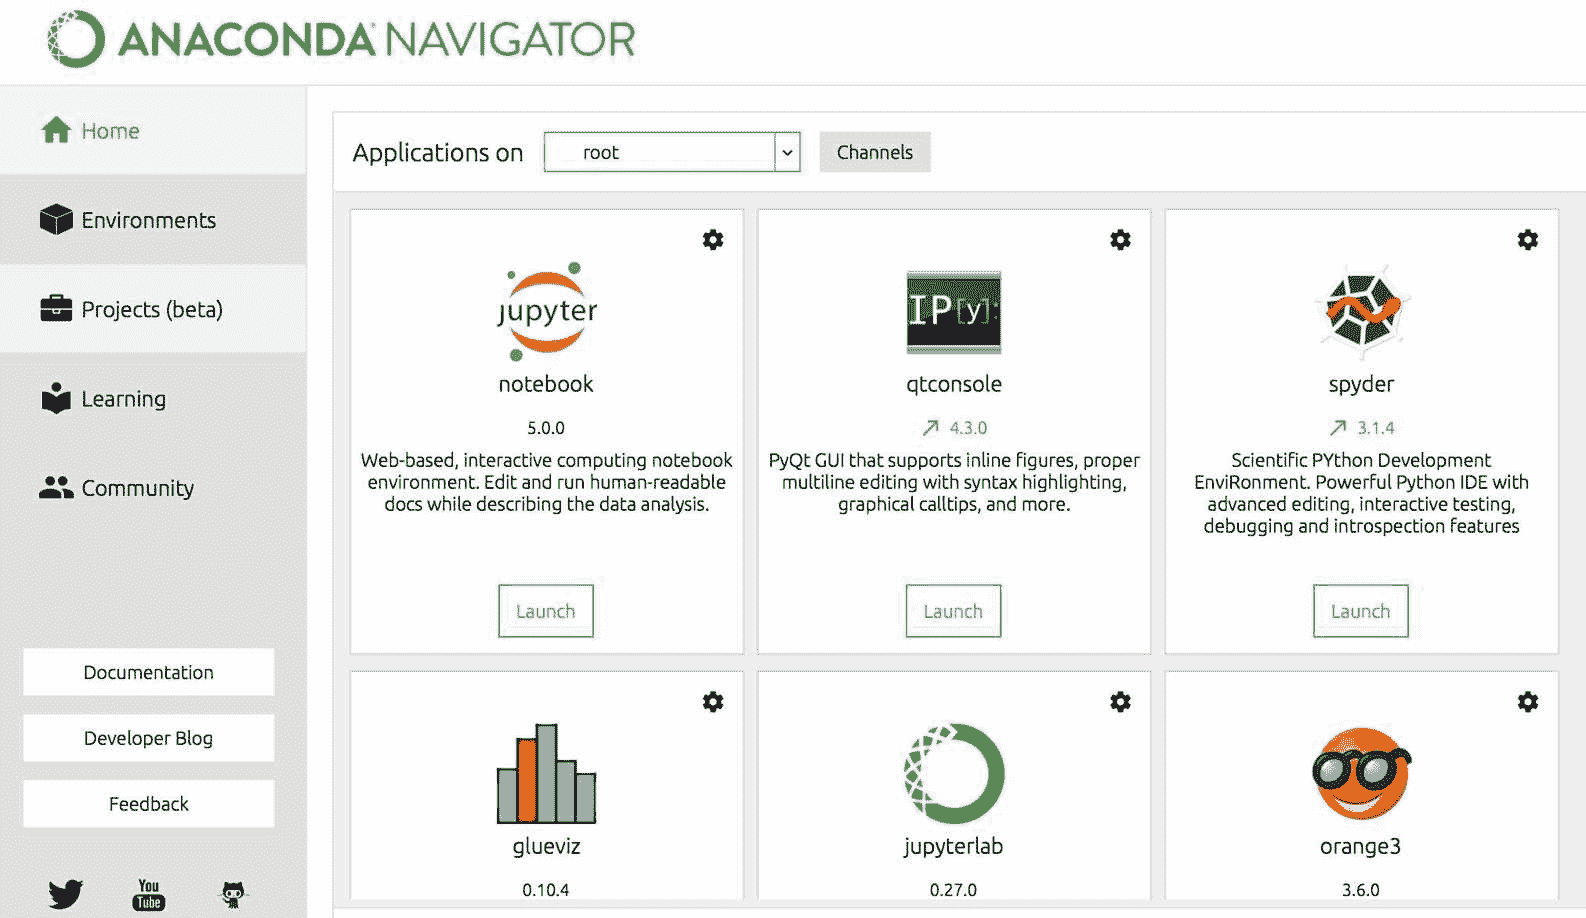 ANACONDA NAVIGATOR
Home
Environments
Projects (beta)
Learning
Community
Documentation
Developer Blog
Feedback
You
Tube
Applications on
root
Channels
jupyter
notebook
5.0.0
Web-based, interactive computing notebook
environment. Edit and run human-readable
docs while describing the data analysis.
Launch
IP[y]:
qtconsole
4.3.0
PyQt GUI that supports inline figures, proper
multiline editing with syntax highlighting,
graphical calltips, and more.
Launch
spyder
3.1.4
Scientific PYthon Development
EnviRonment. Powerful Python IDE with
advanced editing, interactive testing,
debugging and introspection features
Launch
glueviz
0.10.4
jupyterlab
0.27.0
orange3
3.6.0